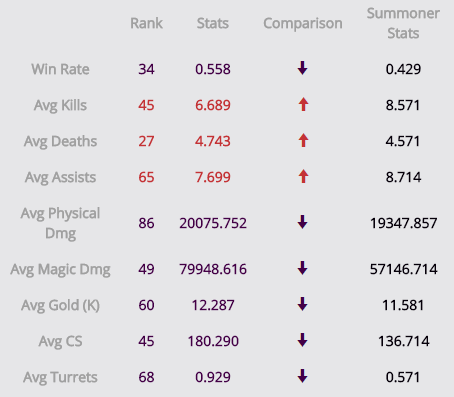 Rank Stats Comparison Summoner
Stats
Win Rate 34 0.558 0.429
Avg Kills 45 6.689 8.571
Avg Deaths 27 4.743 4.571
Avg Assists 65 7.699 8.714
Avg Physical
Dmg 86 20075.752 19347.857
Avg Magic Dmg 49 79948.616 57146.714
Avg Gold (K) 60 12.287 11.581
Avg CS 45 180.290 136.714
Avg Turrets 68 0.929 0.571